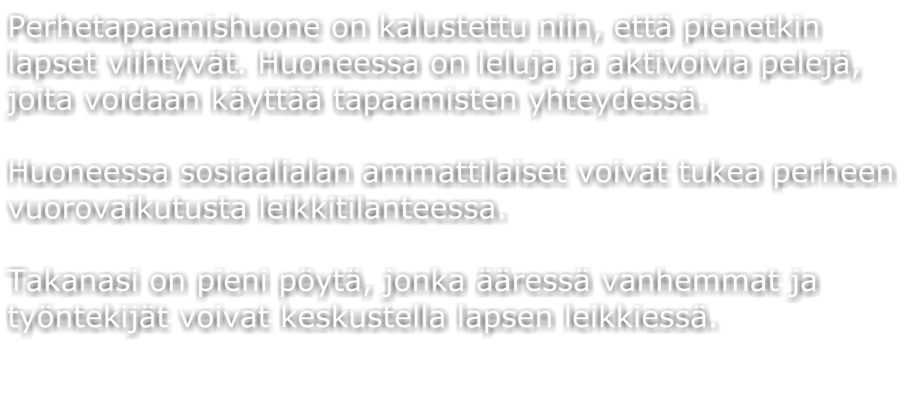 Perhetapaamishuone on kalustettu niin, että pienetkin
lapset viihtyvät. Huoneessa on leluja ja aktivoivia pelejä,
joita voidaan käyttää tapaamisten yhteydessä.
Huoneessa sosiaalialan ammattilaiset voivat tukea perheen
vuorovaikutusta leikkitilanteessa.
Takanasi on pieni pöytä, jonka ääressä vanhemmat ja
työntekijät voivat keskustella lapsen leikkiessä.